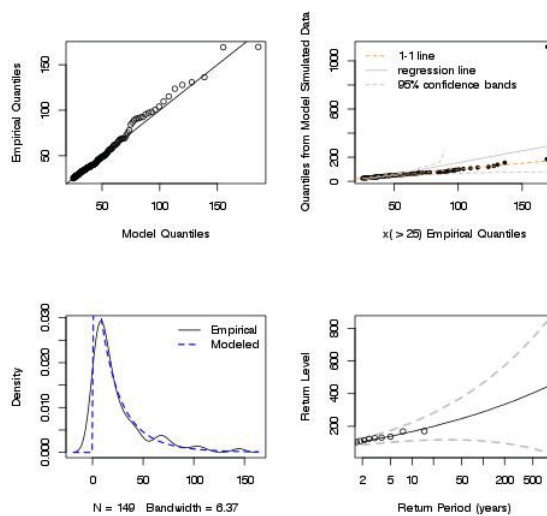 Empirical Quantiles
50 100 150
50 100 150
Model Quantiles
Quantiles from Model Simulated Data
0 200 600 1000
1-1 line
regression line
95% confidence bands
50 100 150
x( > 25) Empirical Quantiles
Density
0.000 0.010 0.020 0.030
Empirical
Modeled
0 50 100 150
N = 149 Bandwidth = 6.37
Return Level
200 400 600 800
2 5 10 20 50 200 500
Return Period (years)